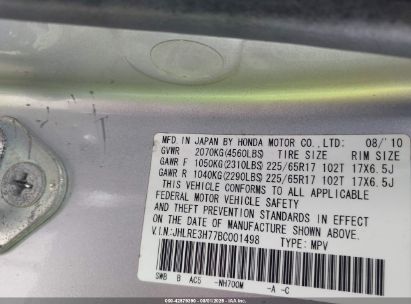 MFD. IN JAPAN BY HONDA MOTOR CO., LTD: 08/'10
GVWR 2070KG(4560LBS) TIRE SIZE RIM SIZE
GAWR F 1050KG(2310LBS) 225/65R17 102T 17X6.5J
GAWR R 1040KG(2290LBS) 225/65R17 102T 17X6.5J
THIS VEHICLE CONFORMS TO ALL APPLICABLE
FEDERAL MOTOR VEHICLE SAFETY
AND THEFT PREVENTION STANDARDS IN EFFECT
ON THE DATE OF MANUFACTURE SHOWN ABOVE.
V.I.N:JHLRE3H77BC001498 TYPE: MPV
SWB B AC5 -NH700M -A -C